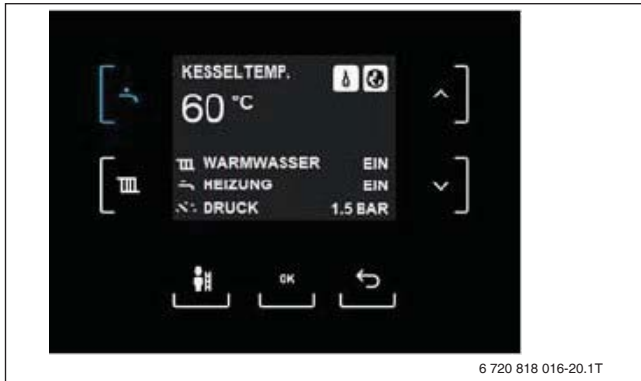 KESSELTEMP.
60 °C
WARMWASSER EIN
HEIZUNG EIN
DRUCK 1.5 BAR
OK
6 720 818 016-20.1T